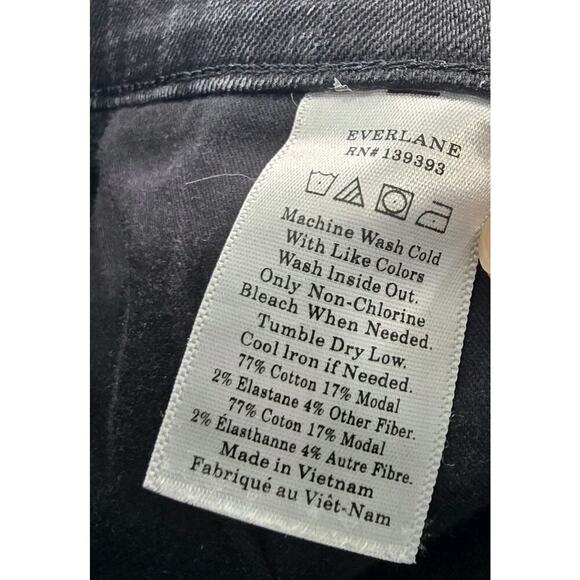 EVERLANE
RN# 139393
Machine Wash Cold
With Like Colors
Wash Inside Out.
Only Non-Chlorine
Bleach When Needed.
Tumble Dry Low.
Cool Iron if Needed.
77% Cotton 17% Modal
2% Elastane 4% Other Fiber.
77% Coton 17% Modal
2% Élasthanne 4% Autre Fibre.
Made in Vietnam
Fabriqué au Viêt-Nam